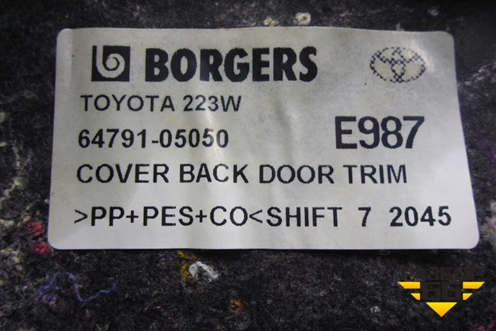 BORGERS
TOYOTA 223W
64791-05050
E987
COVER BACK DOOR TRIM
>PP+PES+CO<SHIFT 7 2045